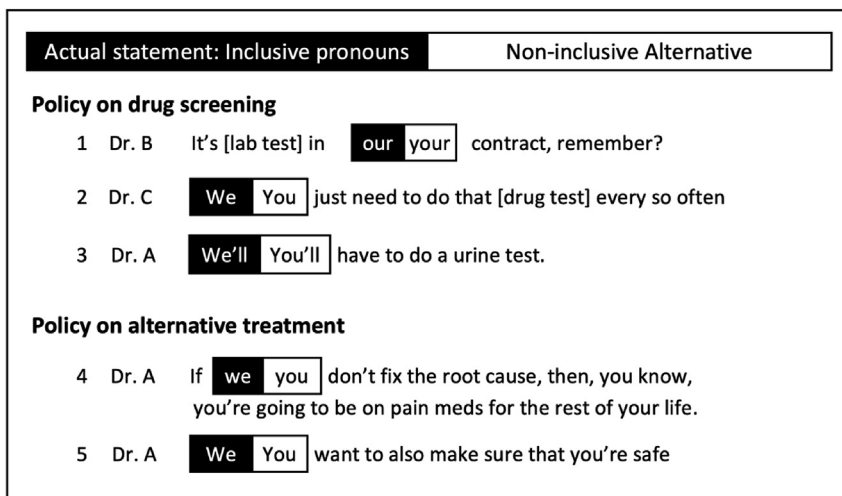 Actual statement: Inclusive pronouns Non-inclusive Alternative
Policy on drug screening
1 Dr. B It’s [lab test] in our your contract, remember?
2 Dr. C We You just need to do that [drug test] every so often
3 Dr. A We’ll You’ll have to do a urine test.
Policy on alternative treatment
4 Dr. A If we you don’t fix the root cause, then, you know,
you’re going to be on pain meds for the rest of your life.
5 Dr. A We You want to also make sure that you’re safe